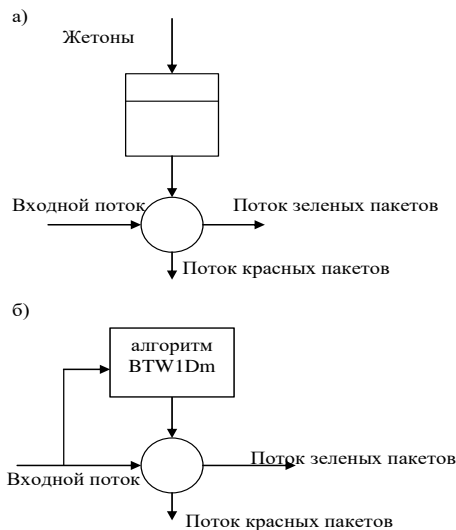 а)
Жетоны
Входной поток
Поток зеленых пакетов
Поток красных пакетов
б)
алгоритм
BTW1Dm
Поток зеленых пакетов
Входной поток
Поток красных пакетов